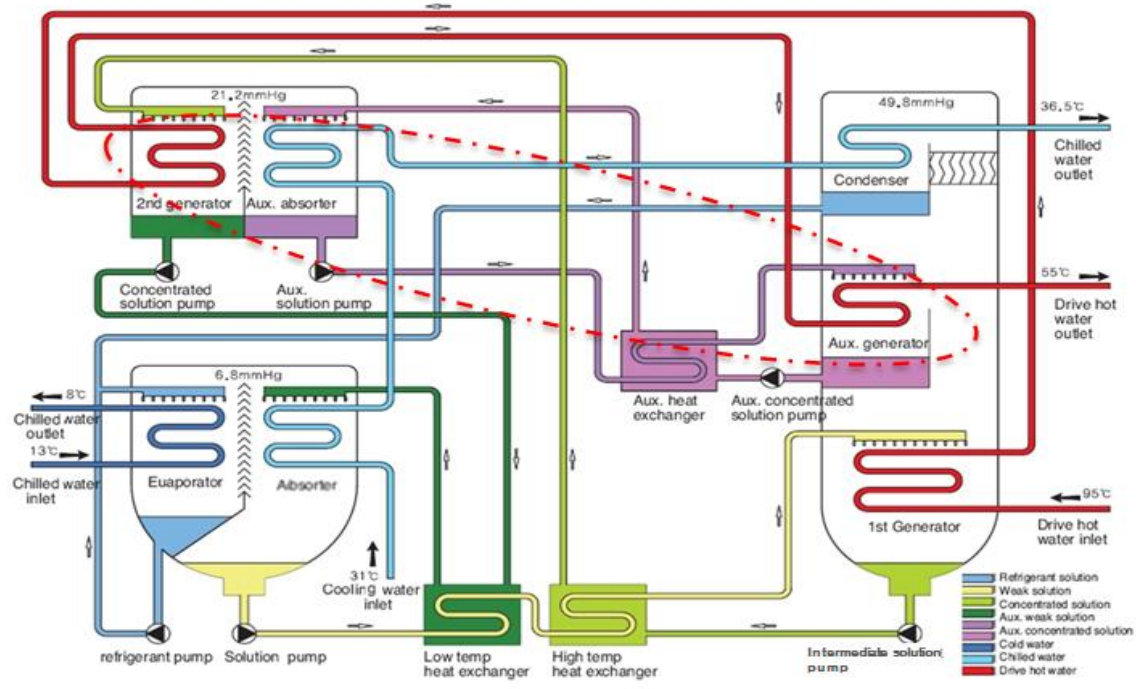 21.2mmHg
49.8mmHg
36.5℃
Chilled
water
outlet
Condenser
2nd generator
Aux. absorter
Concentrated
solution pump
Aux.
solution pump
55℃
Drive hot
water
outlet
Aux. generator
Aux. heat
exchanger
Aux. concentrated
solution pump
6.8mmHg
8℃
Chilled water
outlet
13℃
Chilled water
inlet
Euaporator
Aibsorter
31℃
Cooling water
inlet
1st Generator
95℃
Drive hot
water inlet
refrigerant pump
Solution pump
Low temp
heat exchanger
High temp
heat exchanger
Intermediate solution(
pump
Refrigerant solution
Weak solution
Concentrated solution
Aux. weak solution
Aux. concentrated solution
Cold water
Chilled water
Drive hot water